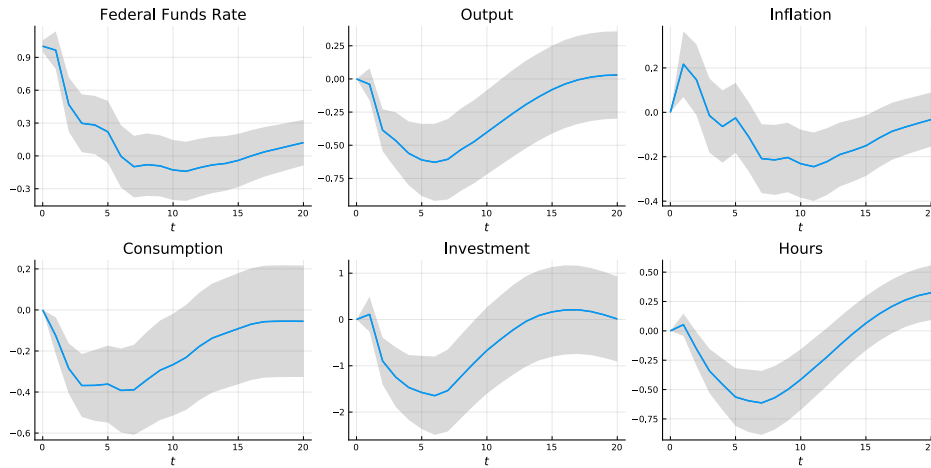 Federal Funds Rate
0.9
0.6
0.3
0.0
−0.3
0 5 10 15 20
t
Output
0.25
0.00
−0.25
−0.50
−0.75
0 5 10 15 20
t
Inflation
0.2
0.0
−0.2
−0.4
0 5 10 15 20
t
Consumption
0.2
0.0
−0.2
−0.4
−0.6
0 5 10 15 20
t
Investment
1
0
−1
−2
0 5 10 15 20
t
Hours
0.50
0.25
0.00
−0.25
−0.50
−0.75
0 5 10 15 20
t